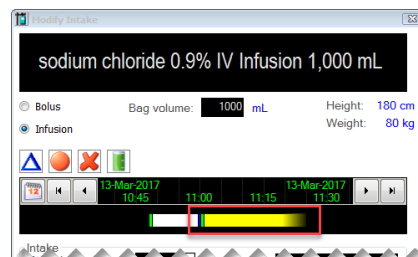 Modify Intake
sodium chloride 0.9% IV Infusion 1,000 mL
Bolus
Bag volume: 1000 mL
Height: 180 cm
Infusion
Weight: 80 kg
12
13-Mar-2017 13-Mar-2017
10:45 11:00 11:15 11:30
Intake